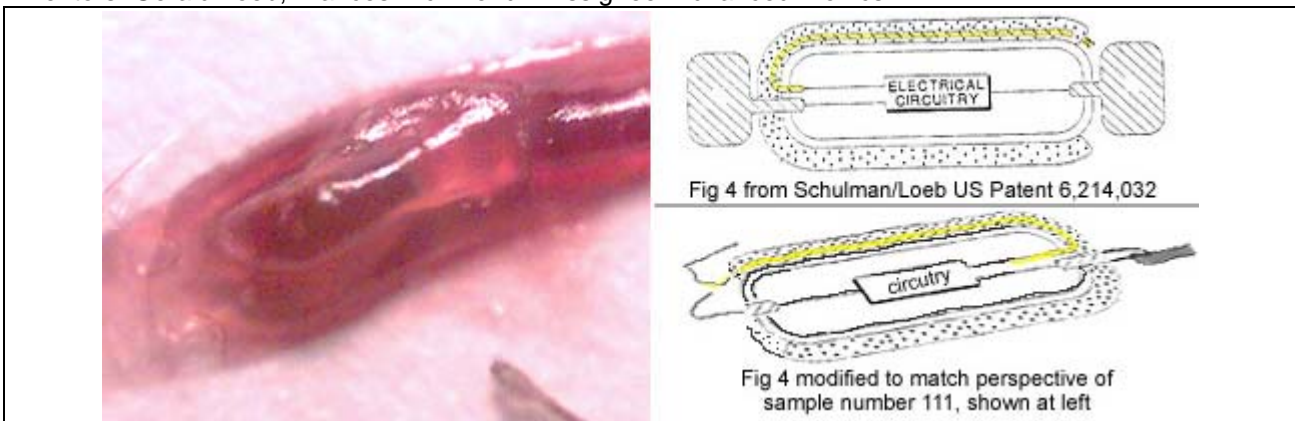 ELECTRICAL
CIRCUITRY
Fig 4 from Schulman/Loeb US Patent 6,214,032
circutry
Fig 4 modified to match perspective of
sample number 111, shown at left